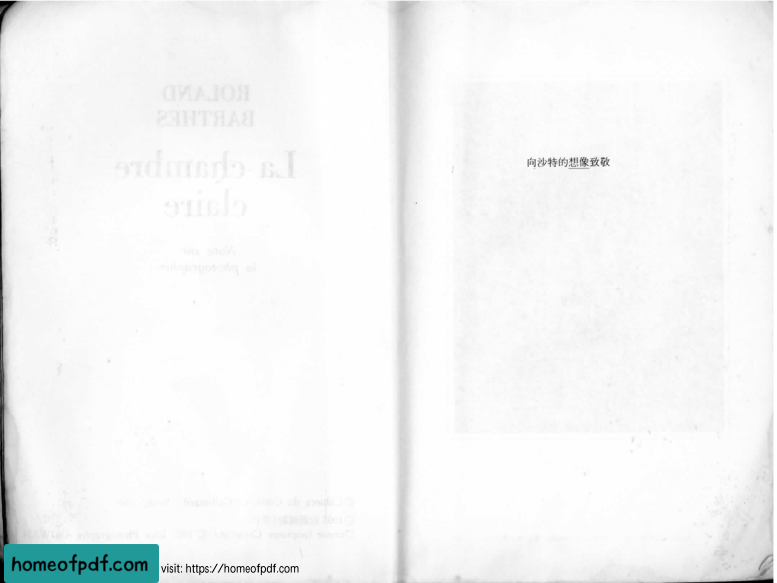 ROLAND
BARTHES
La chambre
claire
Note sur
la photographie
向沙特的想像致敬
homeofpdf.com
visit: https://homeofpdf.com